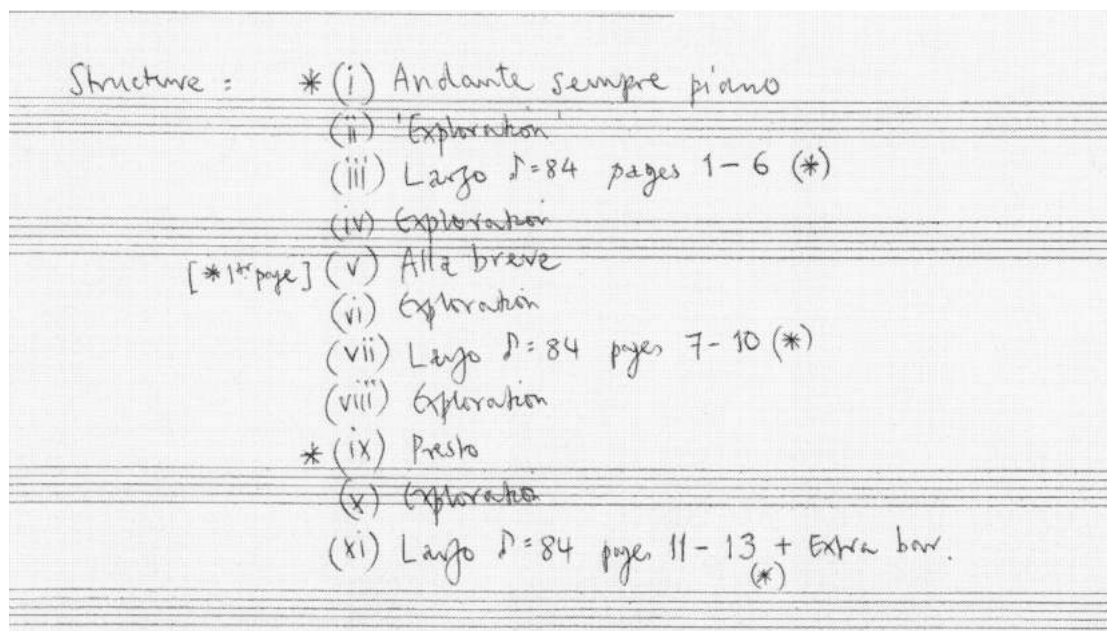 Structure : * (i) Andante sempre piano
(ii) 'Exploration'
(iii) Largo ♪=84 pages 1-6 (*)
(iv) Exploration
[* 1st page] (v) Alla breve
(vi) Exploration
(vii) Largo ♪=84 pages 7-10 (*)
(viii) Exploration
* (ix) Presto
(x) Exploration
(xi) Largo ♪=84 pages 11-13 + Extra bar.
(*)